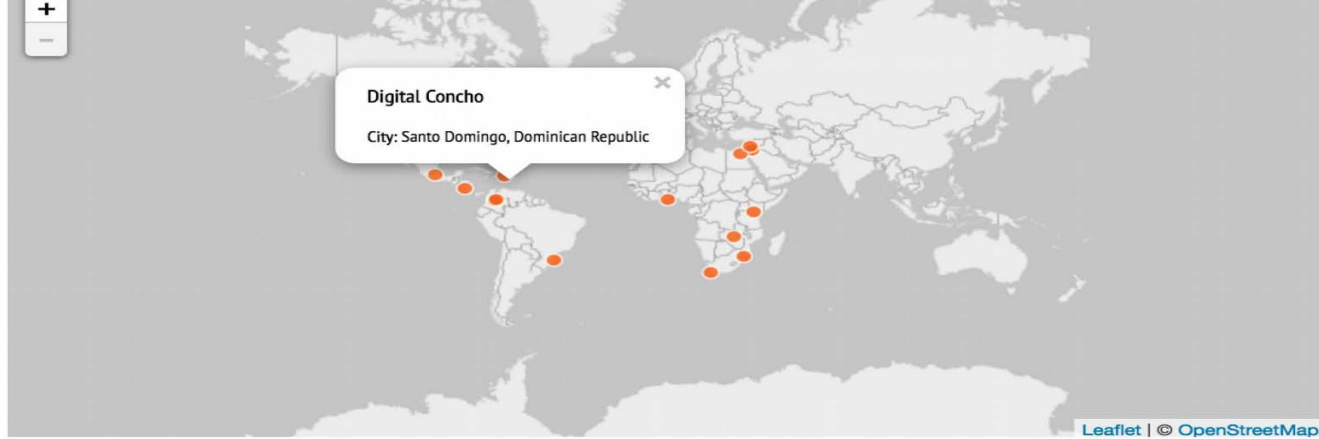 +
−
×
Digital Concho
City: Santo Domingo, Dominican Republic
Leaflet | © OpenStreetMap